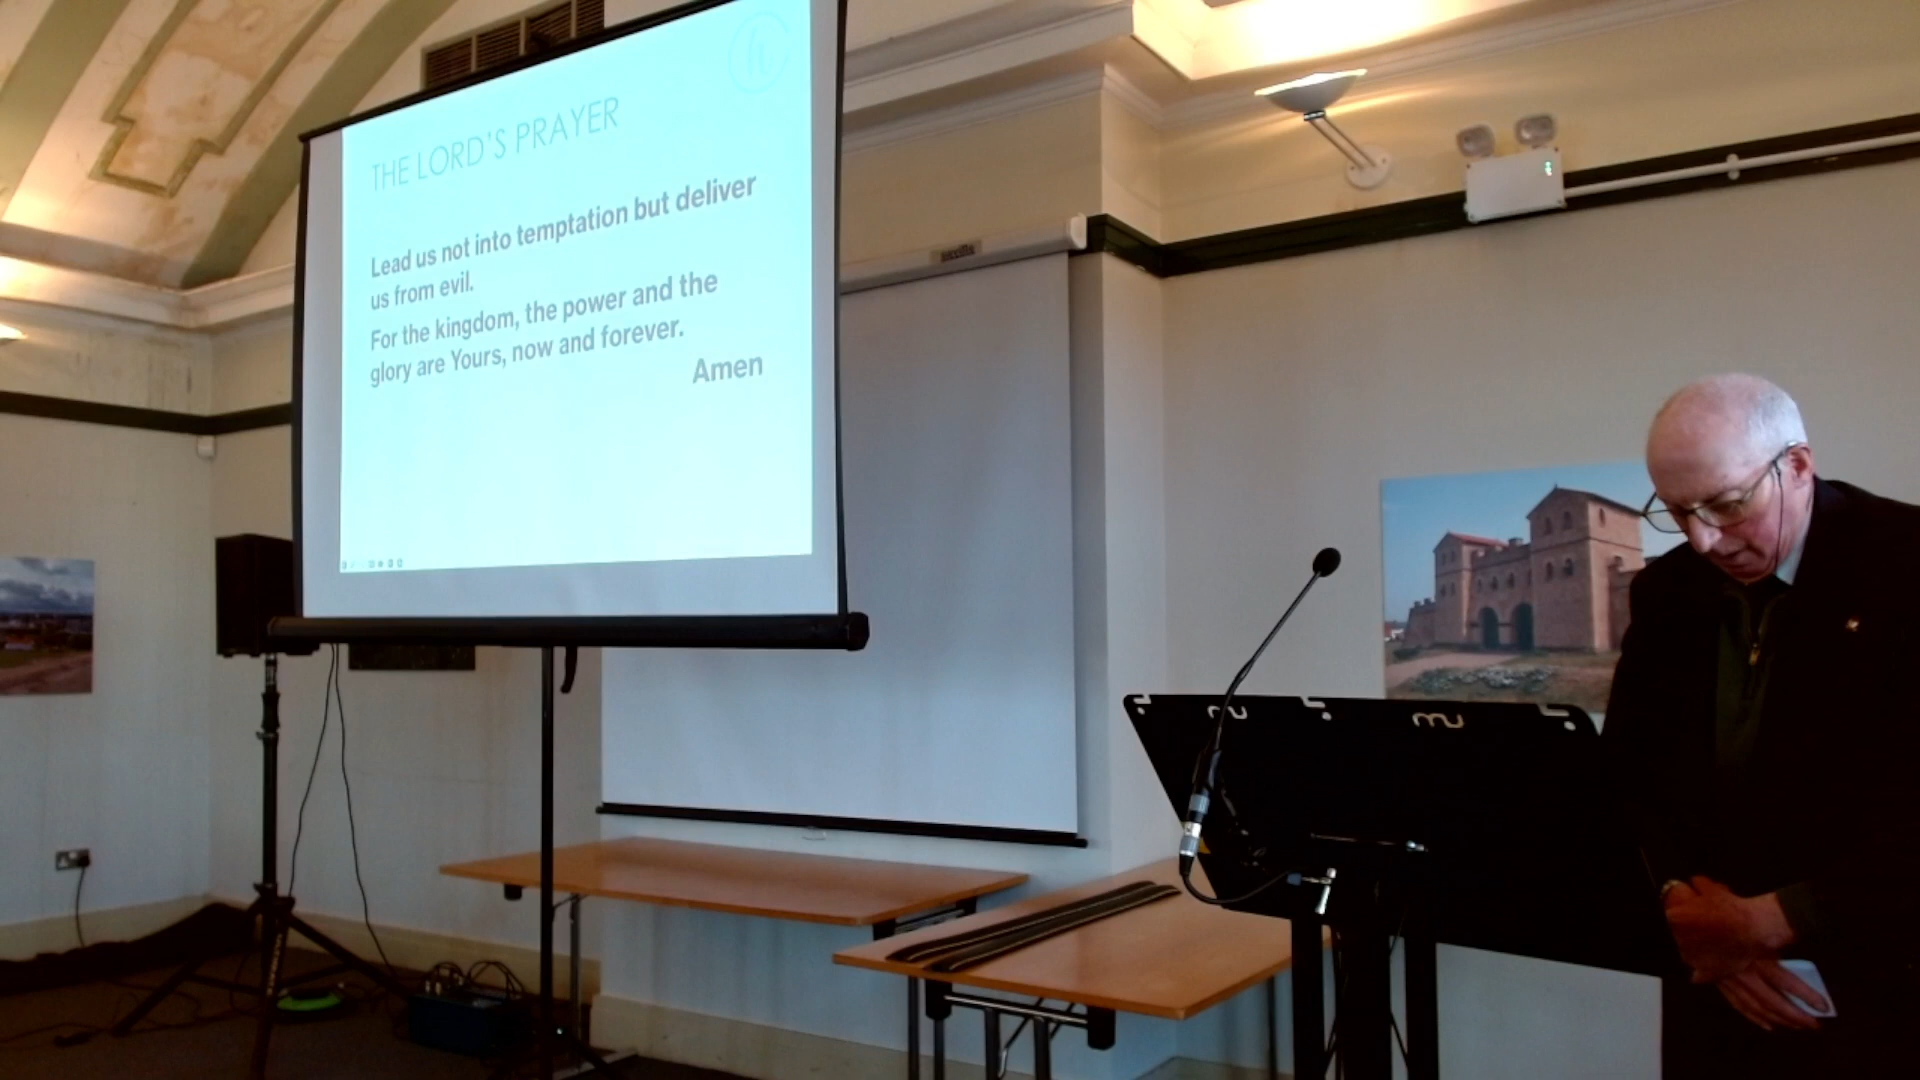 THE LORD'S PRAYER
Lead us not into temptation but deliver
us from evil.
For the kingdom, the power and the
glory are Yours, now and forever.
Amen